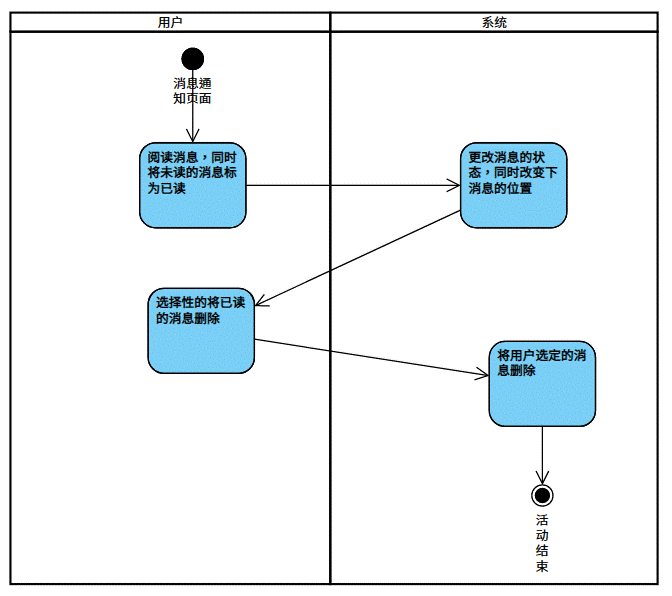 用户
系统
消息通
知页面
阅读消息，同时
将未读的消息标
为已读
更改消息的状
态，同时改变下
消息的位置
选择性的将已读
的消息删除
将用户选定的消
息删除
活
动
结
束